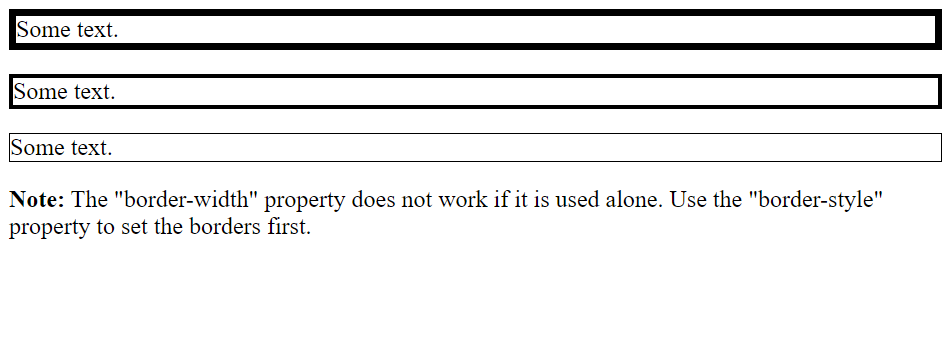 Some text.
Some text.
Some text.
Note: The "border-width" property does not work if it is used alone. Use the "border-style"
property to set the borders first.